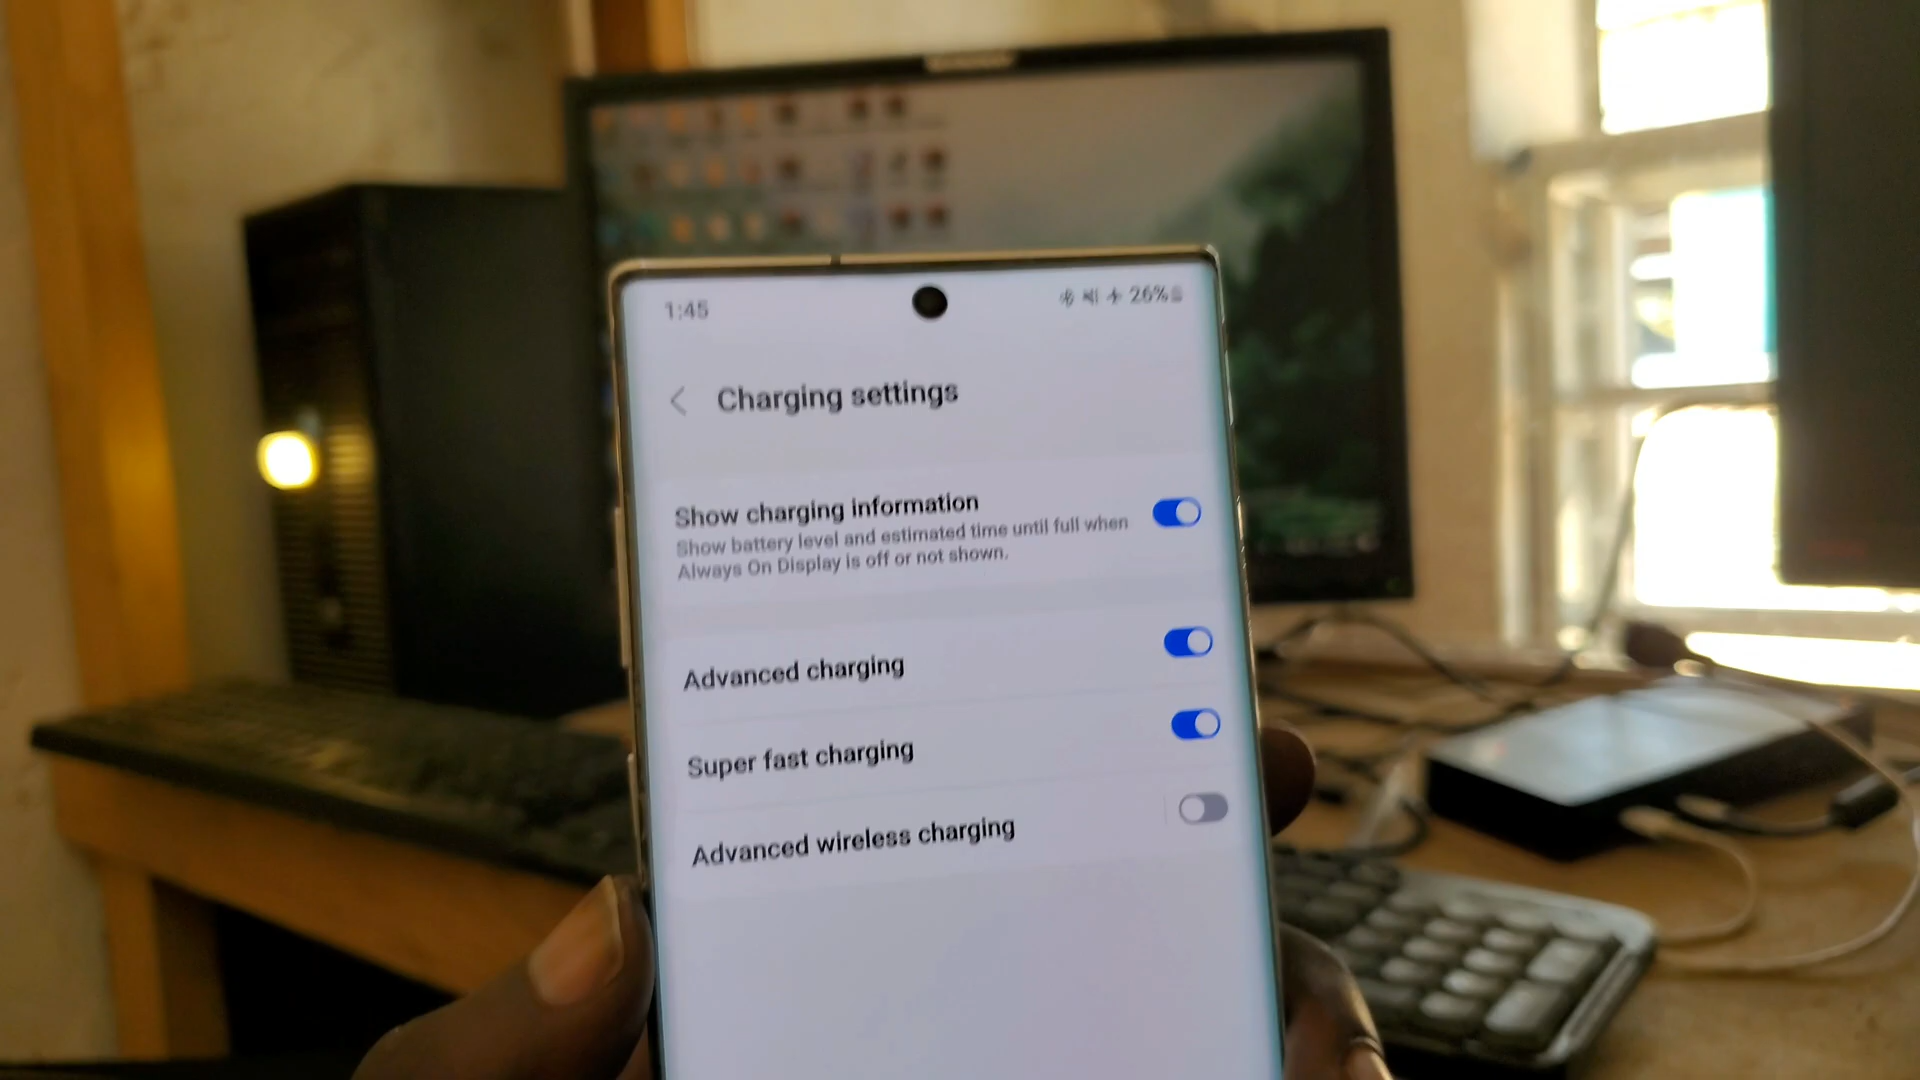 1:45
26%
Charging settings
Show charging information
Show battery level and estimated time until full when
Always On Display is off or not shown.
Advanced charging
Super fast charging
Advanced wireless charging